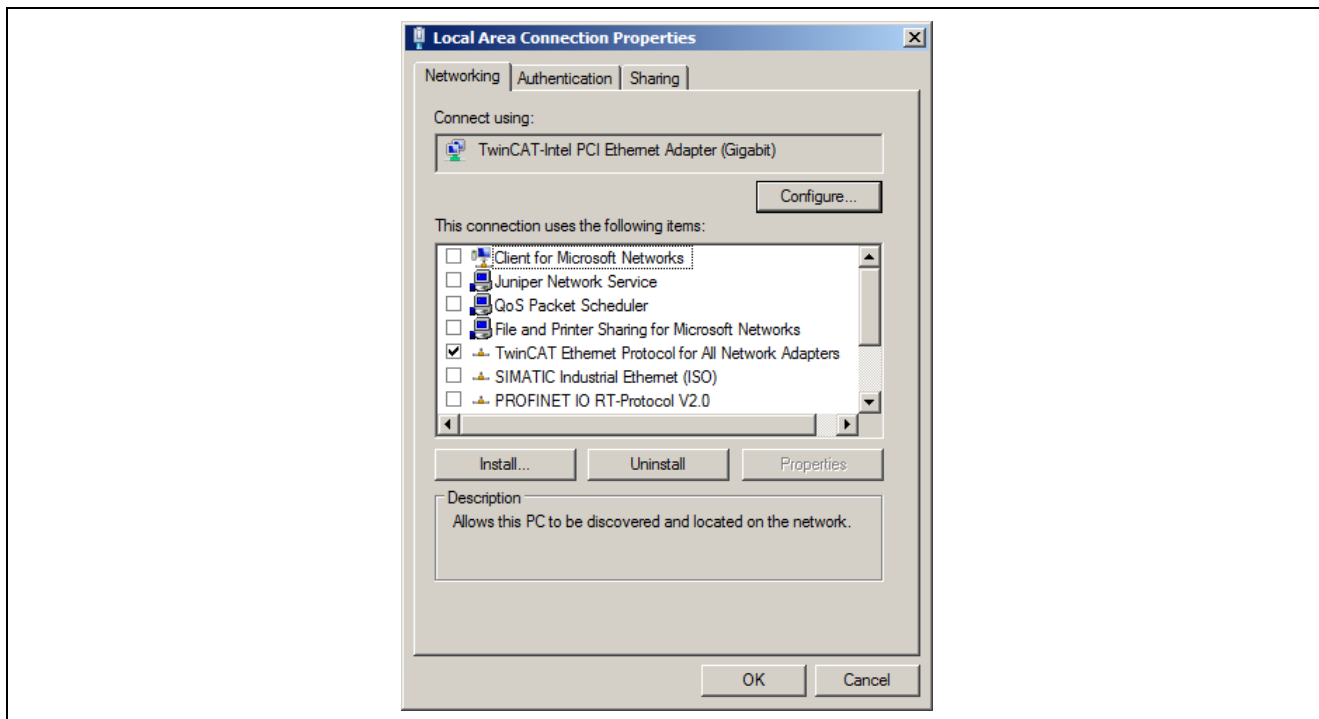 Local Area Connection Properties
Networking Authentication Sharing
Connect using:
TwinCAT-Intel PCI Ethernet Adapter (Gigabit)
Configure...
This connection uses the following items:
Client for Microsoft Networks
Juniper Network Service
QoS Packet Scheduler
File and Printer Sharing for Microsoft Networks
TwinCAT Ethernet Protocol for All Network Adapters
SIMATIC Industrial Ethernet (ISO)
PROFINET IO RT-Protocol V2.0
Install... Uninstall Properties
Description
Allows this PC to be discovered and located on the network.
OK Cancel